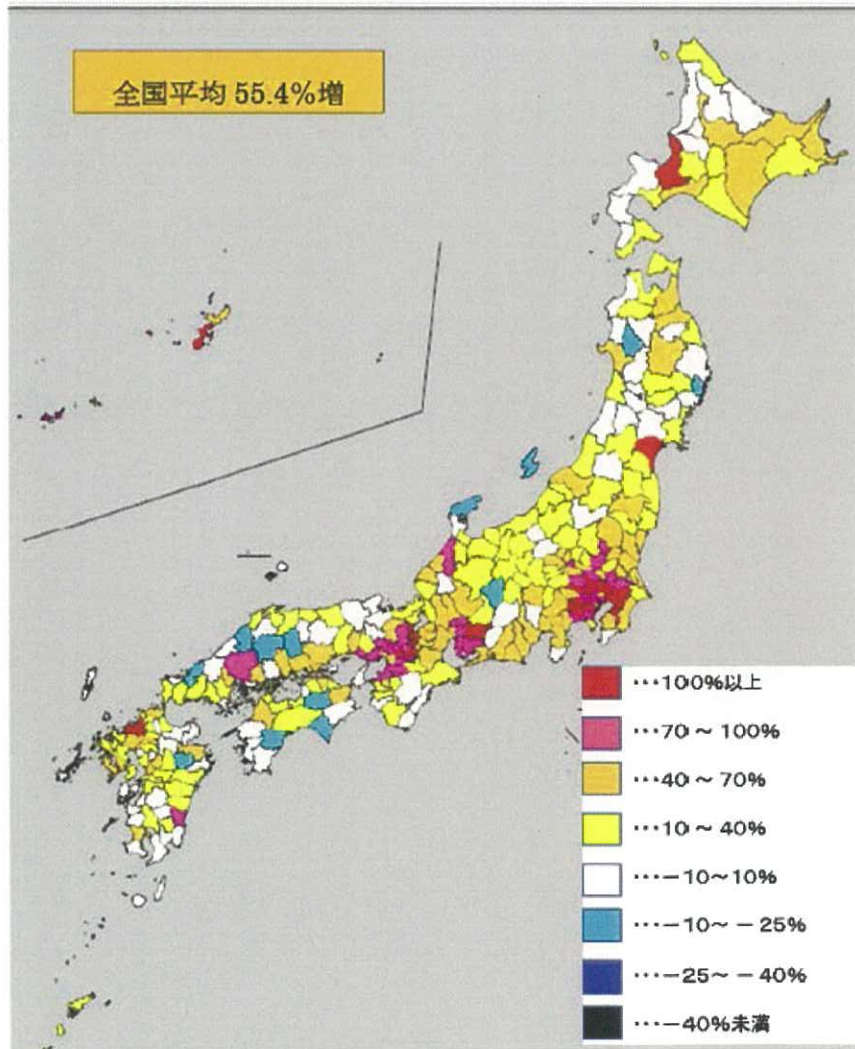 全国平均 55.4%増
…100%以上
…70 ~ 100%
…40 ~ 70%
…10 ~ 40%
…－10~10%
…－10~ － 25%
…－25~ － 40%
…－40%未満